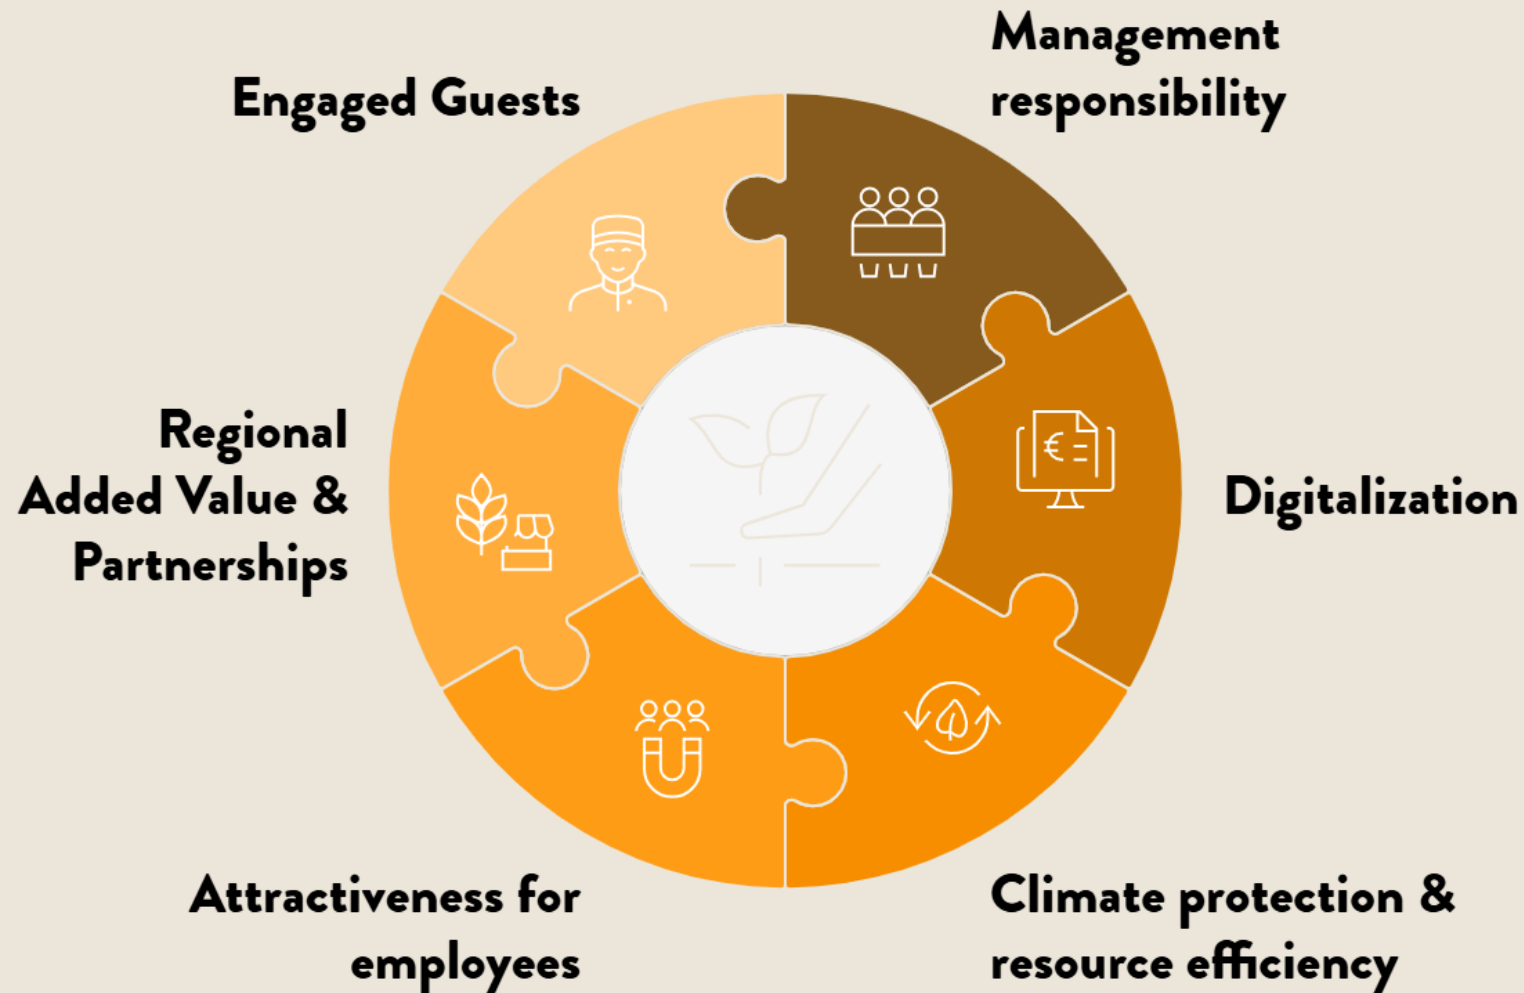 Management
responsibility
Engaged Guests
Regional
Added Value &
Partnerships
€
Digitalization
Attractiveness for
employees
Climate protection &
resource efficiency